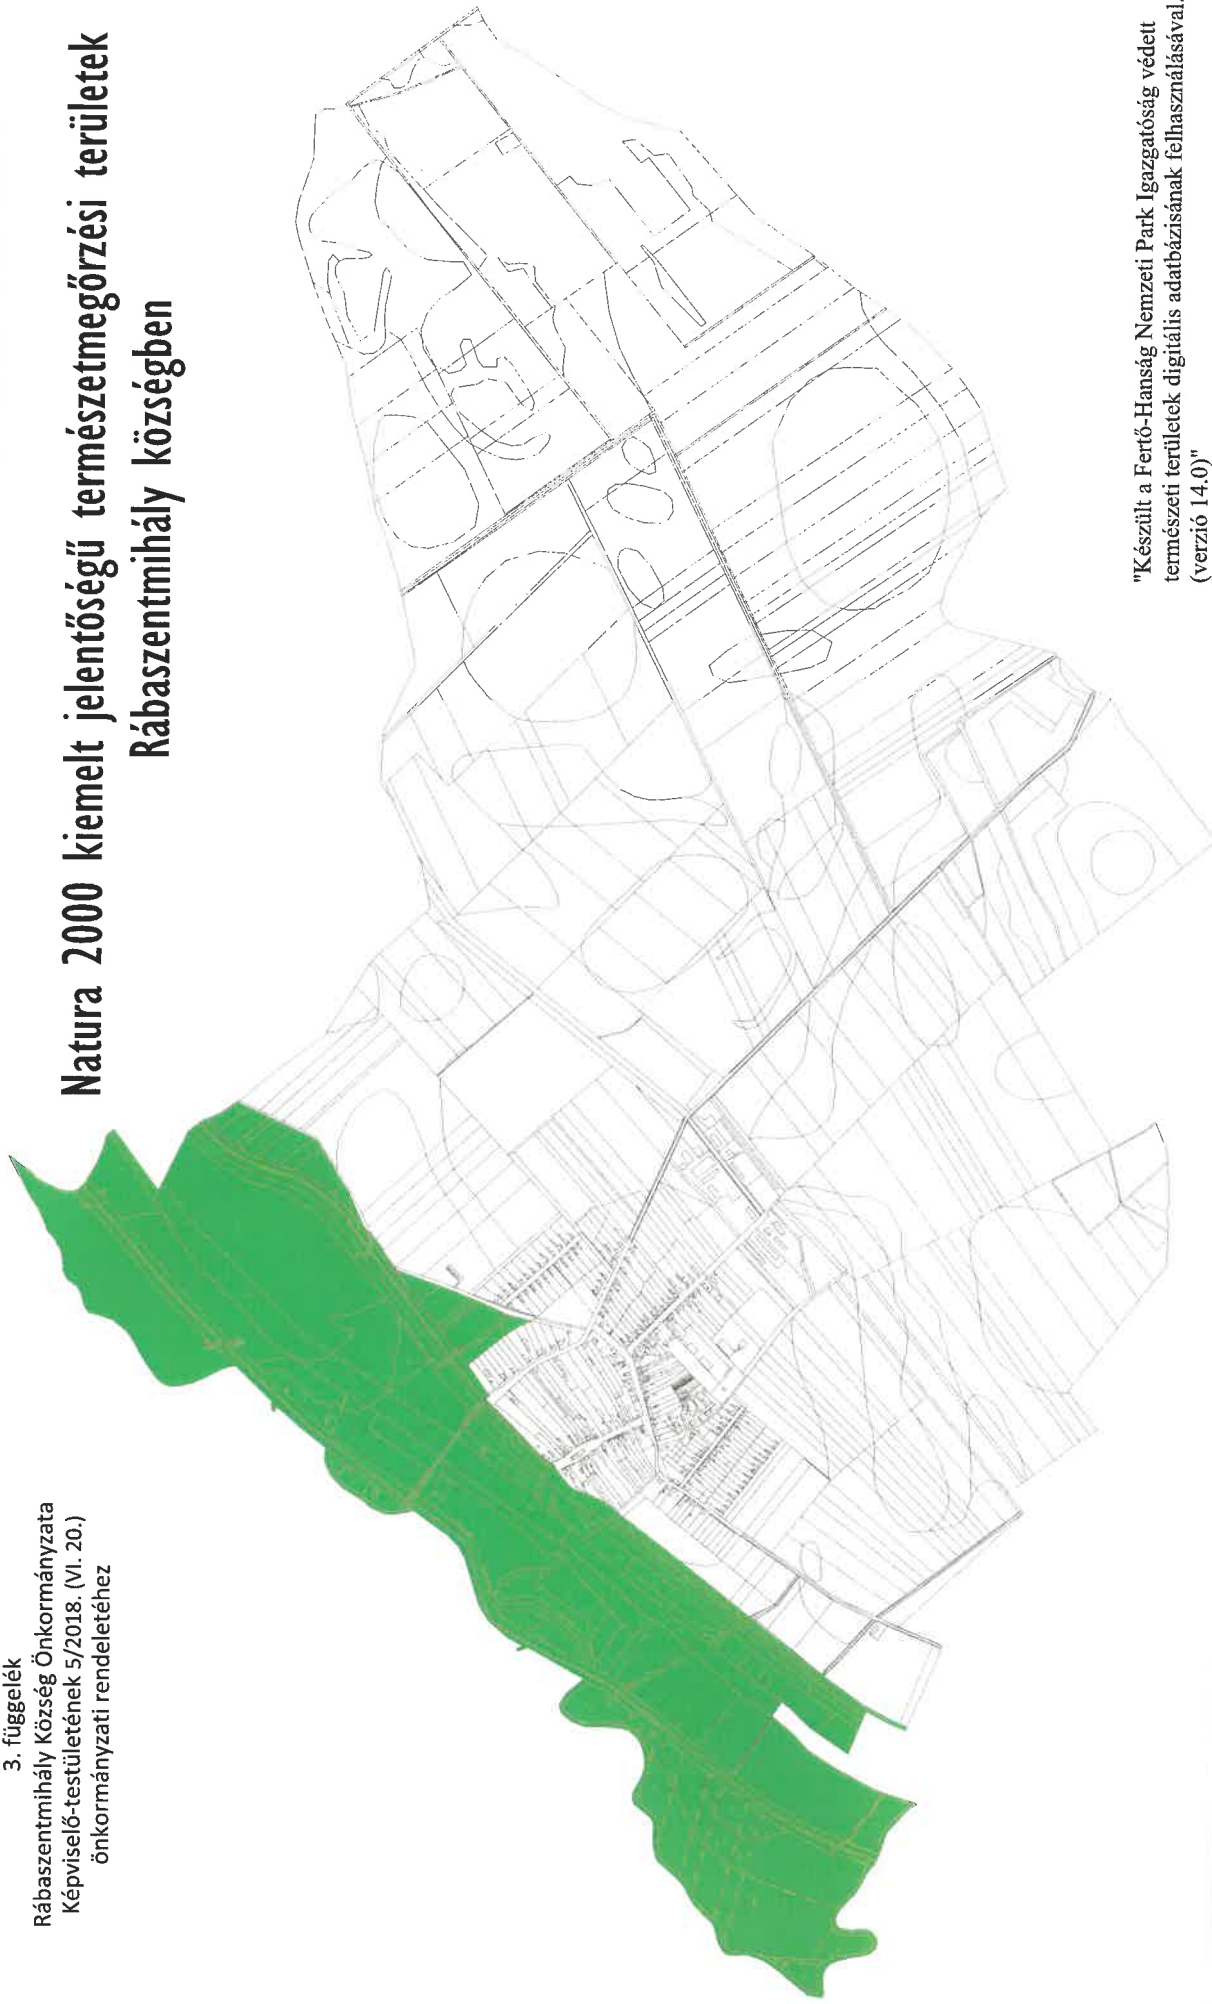 3. függelék
Rábaszentmihály Község Önkormányzata
Képviselő-testületének 5/2018. (VI. 20.)
önkormányzati rendeletéhez
Natura 2000 kiemelt jelentőségű természetmegőrzési területek
Rábaszentmihály községben
"Készült a Fertő-Hanság Nemzeti Park Igazgatóság védett
természeti területek digitális adatbázisának felhasználásával.
(verzió 14.0)"